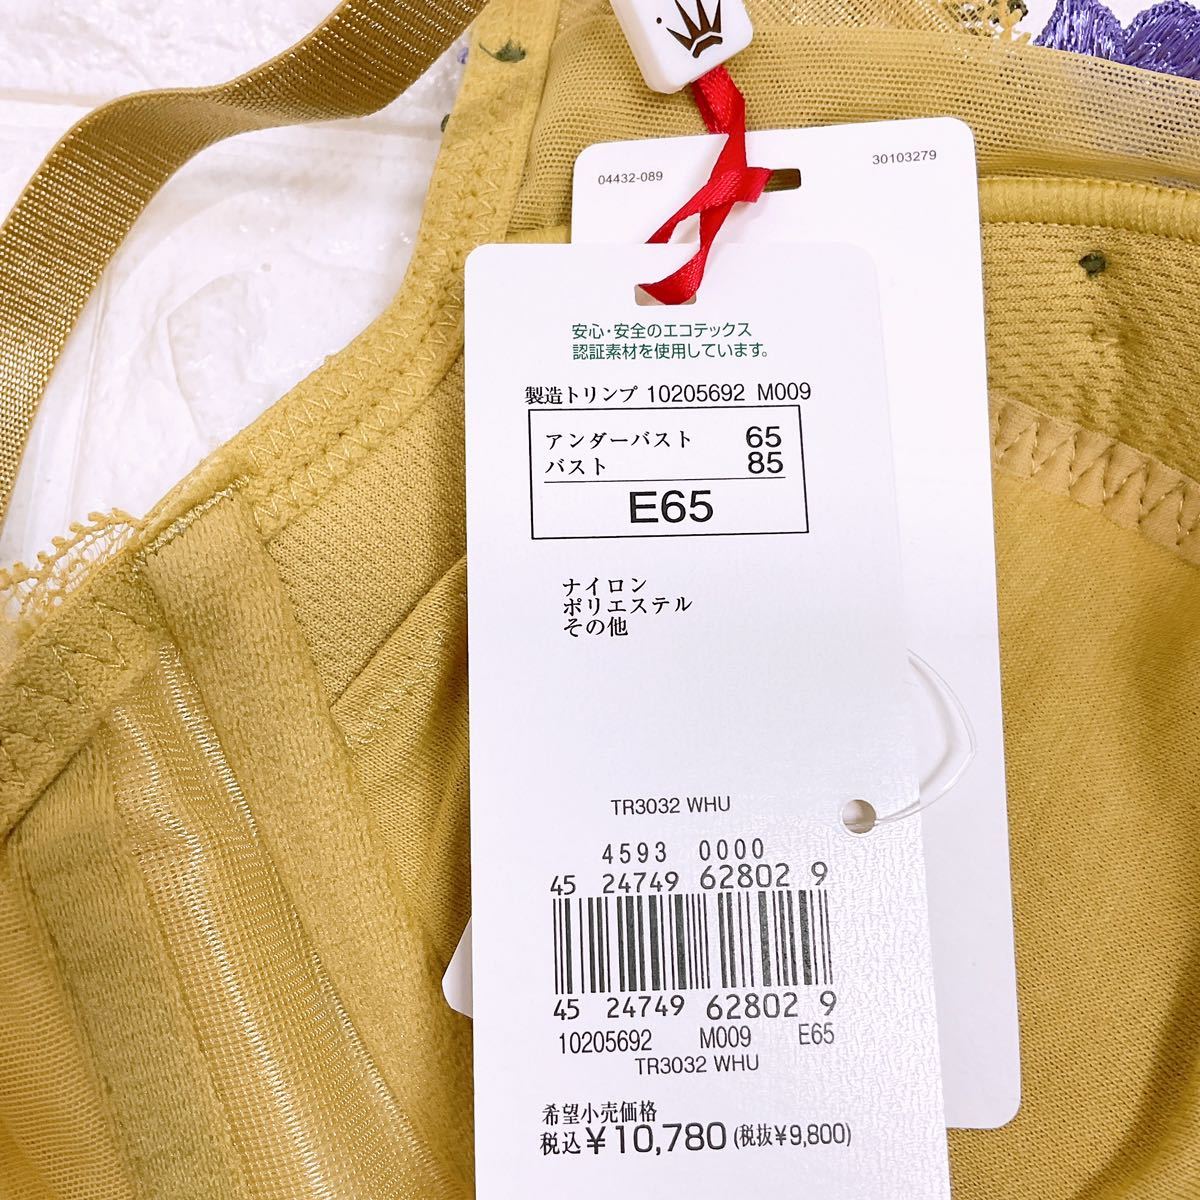 04432-089
30103279
安心・安全のエコテックス
認証素材を使用しています。
製造トリンプ 10205692 M009
アンダーバスト 65
バスト 85
E65
ナイロン
ポリエステル
その他
TR3032 WHU
4593 0000
45 24749 62802 9
45 24749 62802 9
10205692 M009 E65
TR3032 WHU
希望小売価格
税込¥10,780(税抜¥9,800)